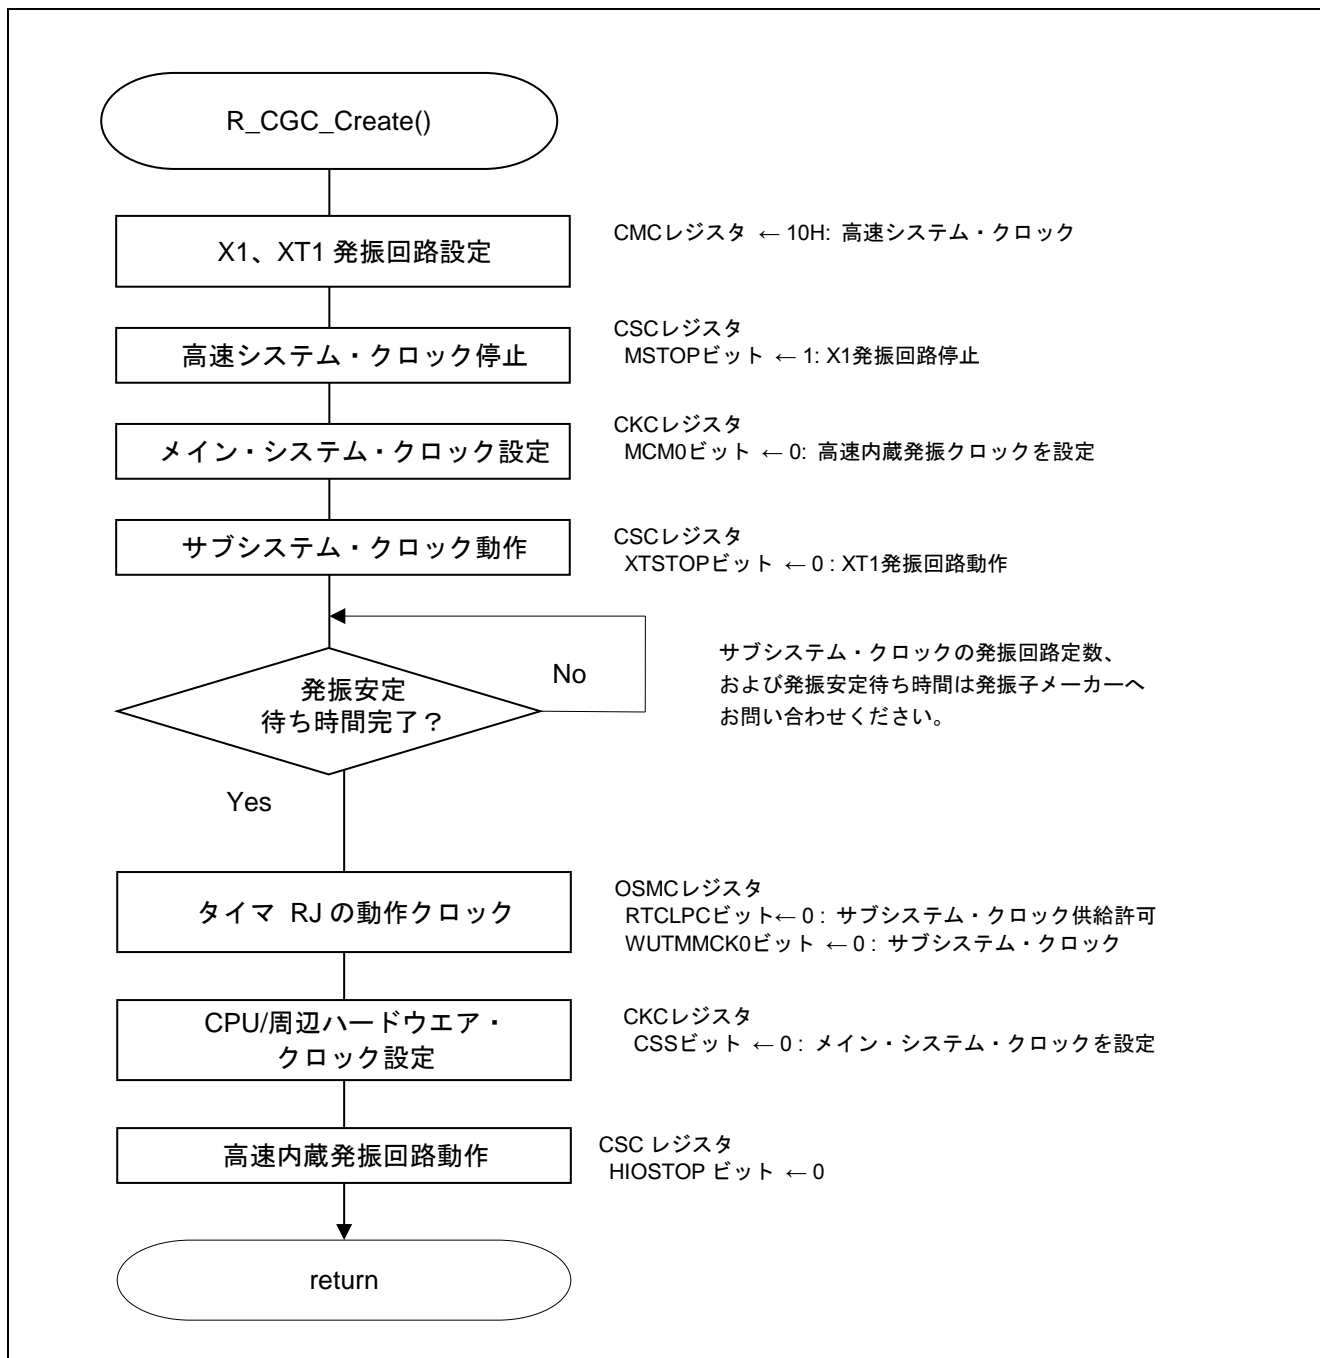 R_CGC_Create()
X1、XT1 発振回路設定
CMCレジスタ ← 10H: 高速システム・クロック
高速システム・クロック停止
CSCレジスタ
MSTOPビット ← 1: X1発振回路停止
メイン・システム・クロック設定
CKCレジスタ
MCM0ビット ← 0: 高速内蔵発振クロックを設定
サブシステム・クロック動作
CSCレジスタ
XTSTOPビット ← 0 : XT1発振回路動作
発振安定
待ち時間完了？
No
サブシステム・クロックの発振回路定数、
および発振安定待ち時間は発振子メーカーへ
お問い合わせください。
Yes
タイマ RJ の動作クロック
OSMCレジスタ
RTCLPCビット← 0 : サブシステム・クロック供給許可
WUTMMCK0ビット ← 0 : サブシステム・クロック
CPU/周辺ハードウエア・
クロック設定
CKCレジスタ
CSSビット ← 0 : メイン・システム・クロックを設定
高速内蔵発振回路動作
CSC レジスタ
HIOSTOP ビット ← 0
return